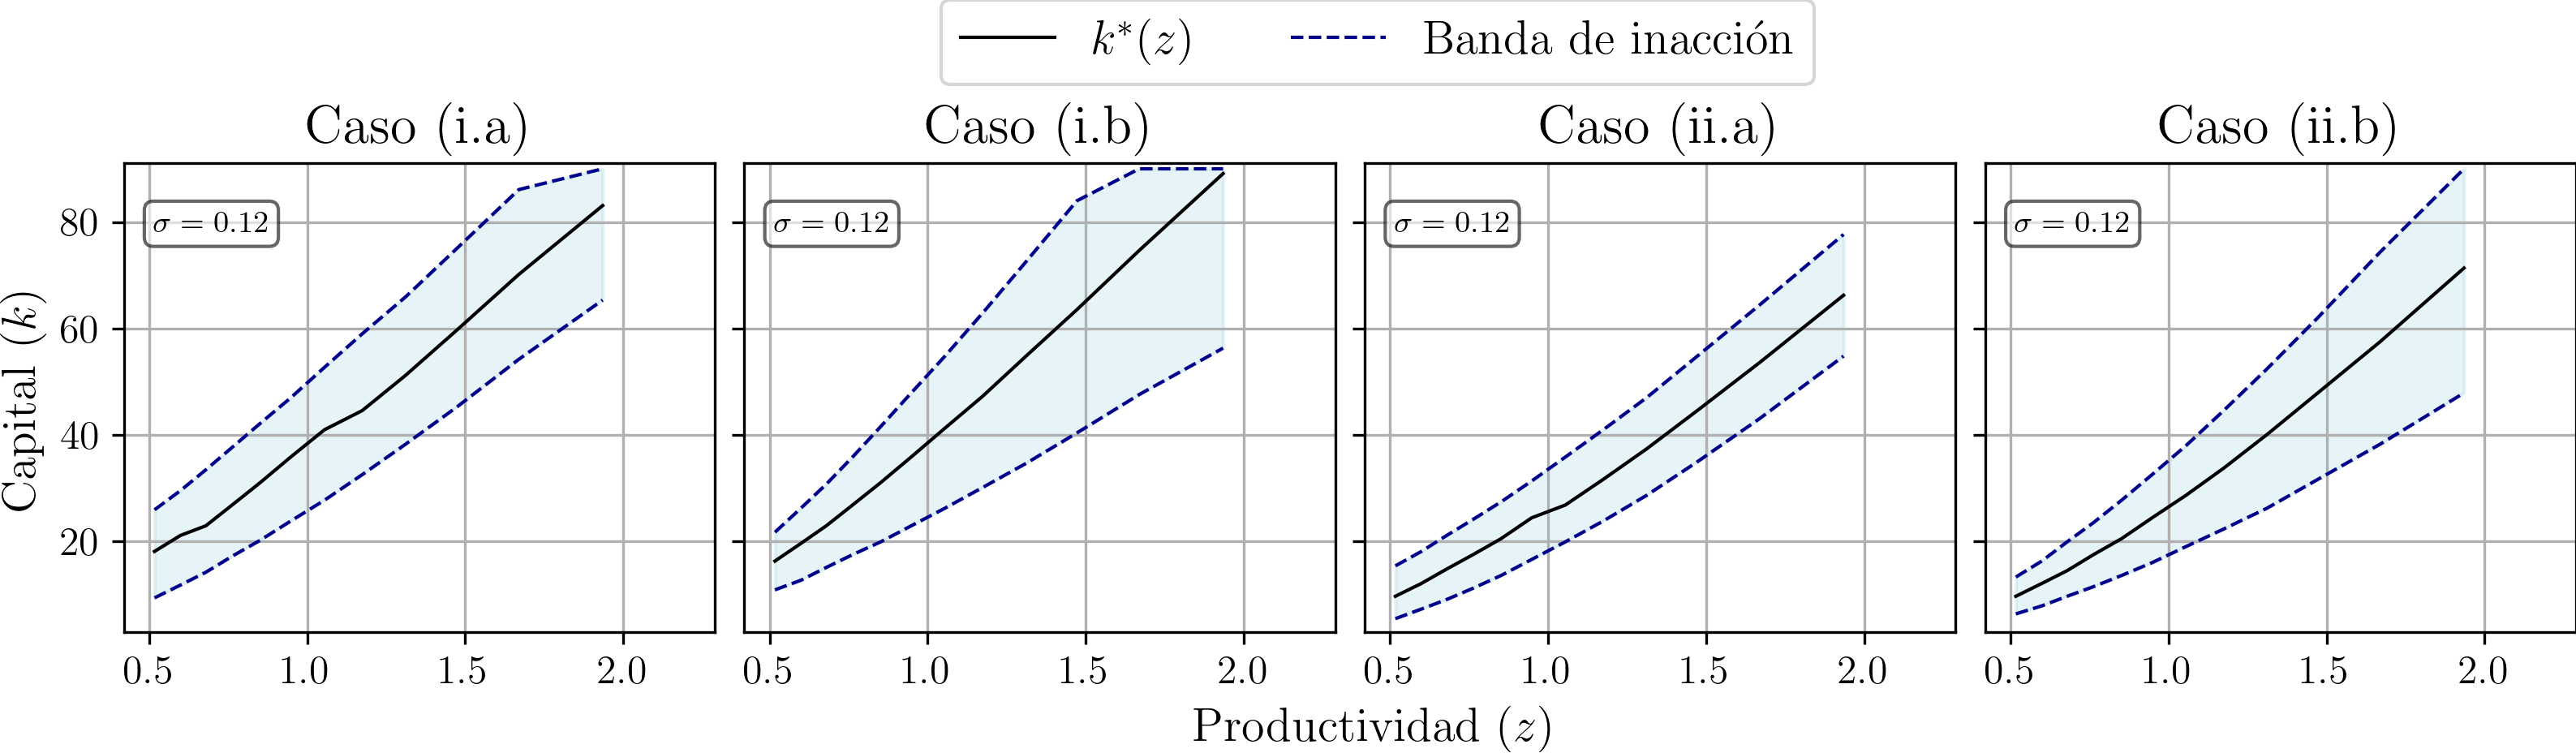 k*(z) Banda de inacción
Caso (i.a) Caso (i.b) Caso (ii.a) Caso (ii.b)
σ = 0.12 σ = 0.12 σ = 0.12 σ = 0.12
80
60
40
20
Capital (k)
0.5 1.0 1.5 2.0 0.5 1.0 1.5 2.0 0.5 1.0 1.5 2.0 0.5 1.0 1.5 2.0
Productividad (z)